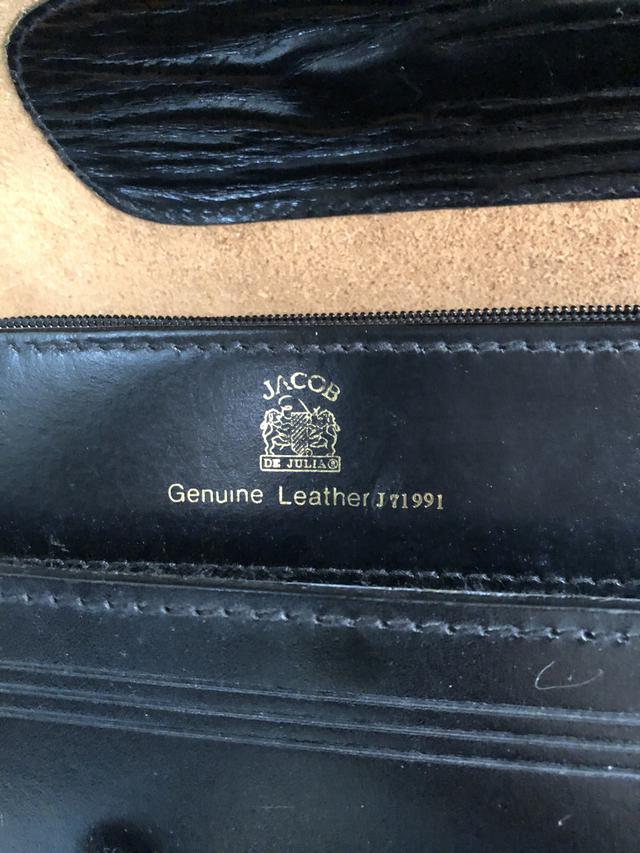 JACOB
DE JULIA®
Genuine Leather J71991